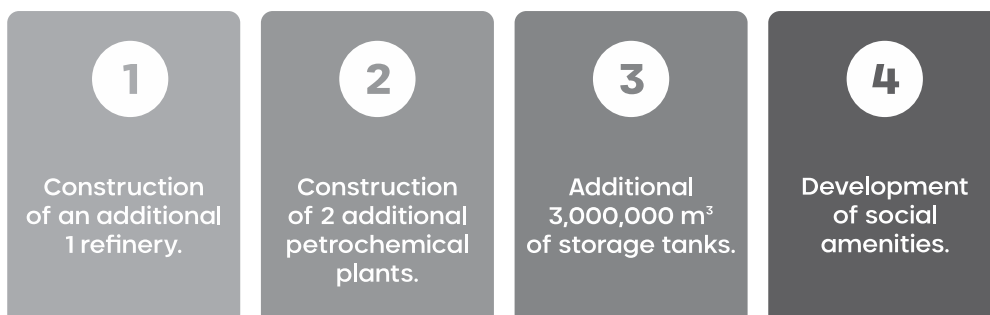 1
Construction
of an additional
1 refinery.
2
Construction
of 2 additional
petrochemical
plants.
3
Additional
3,000,000 m³
of storage tanks.
4
Development
of social
amenities.